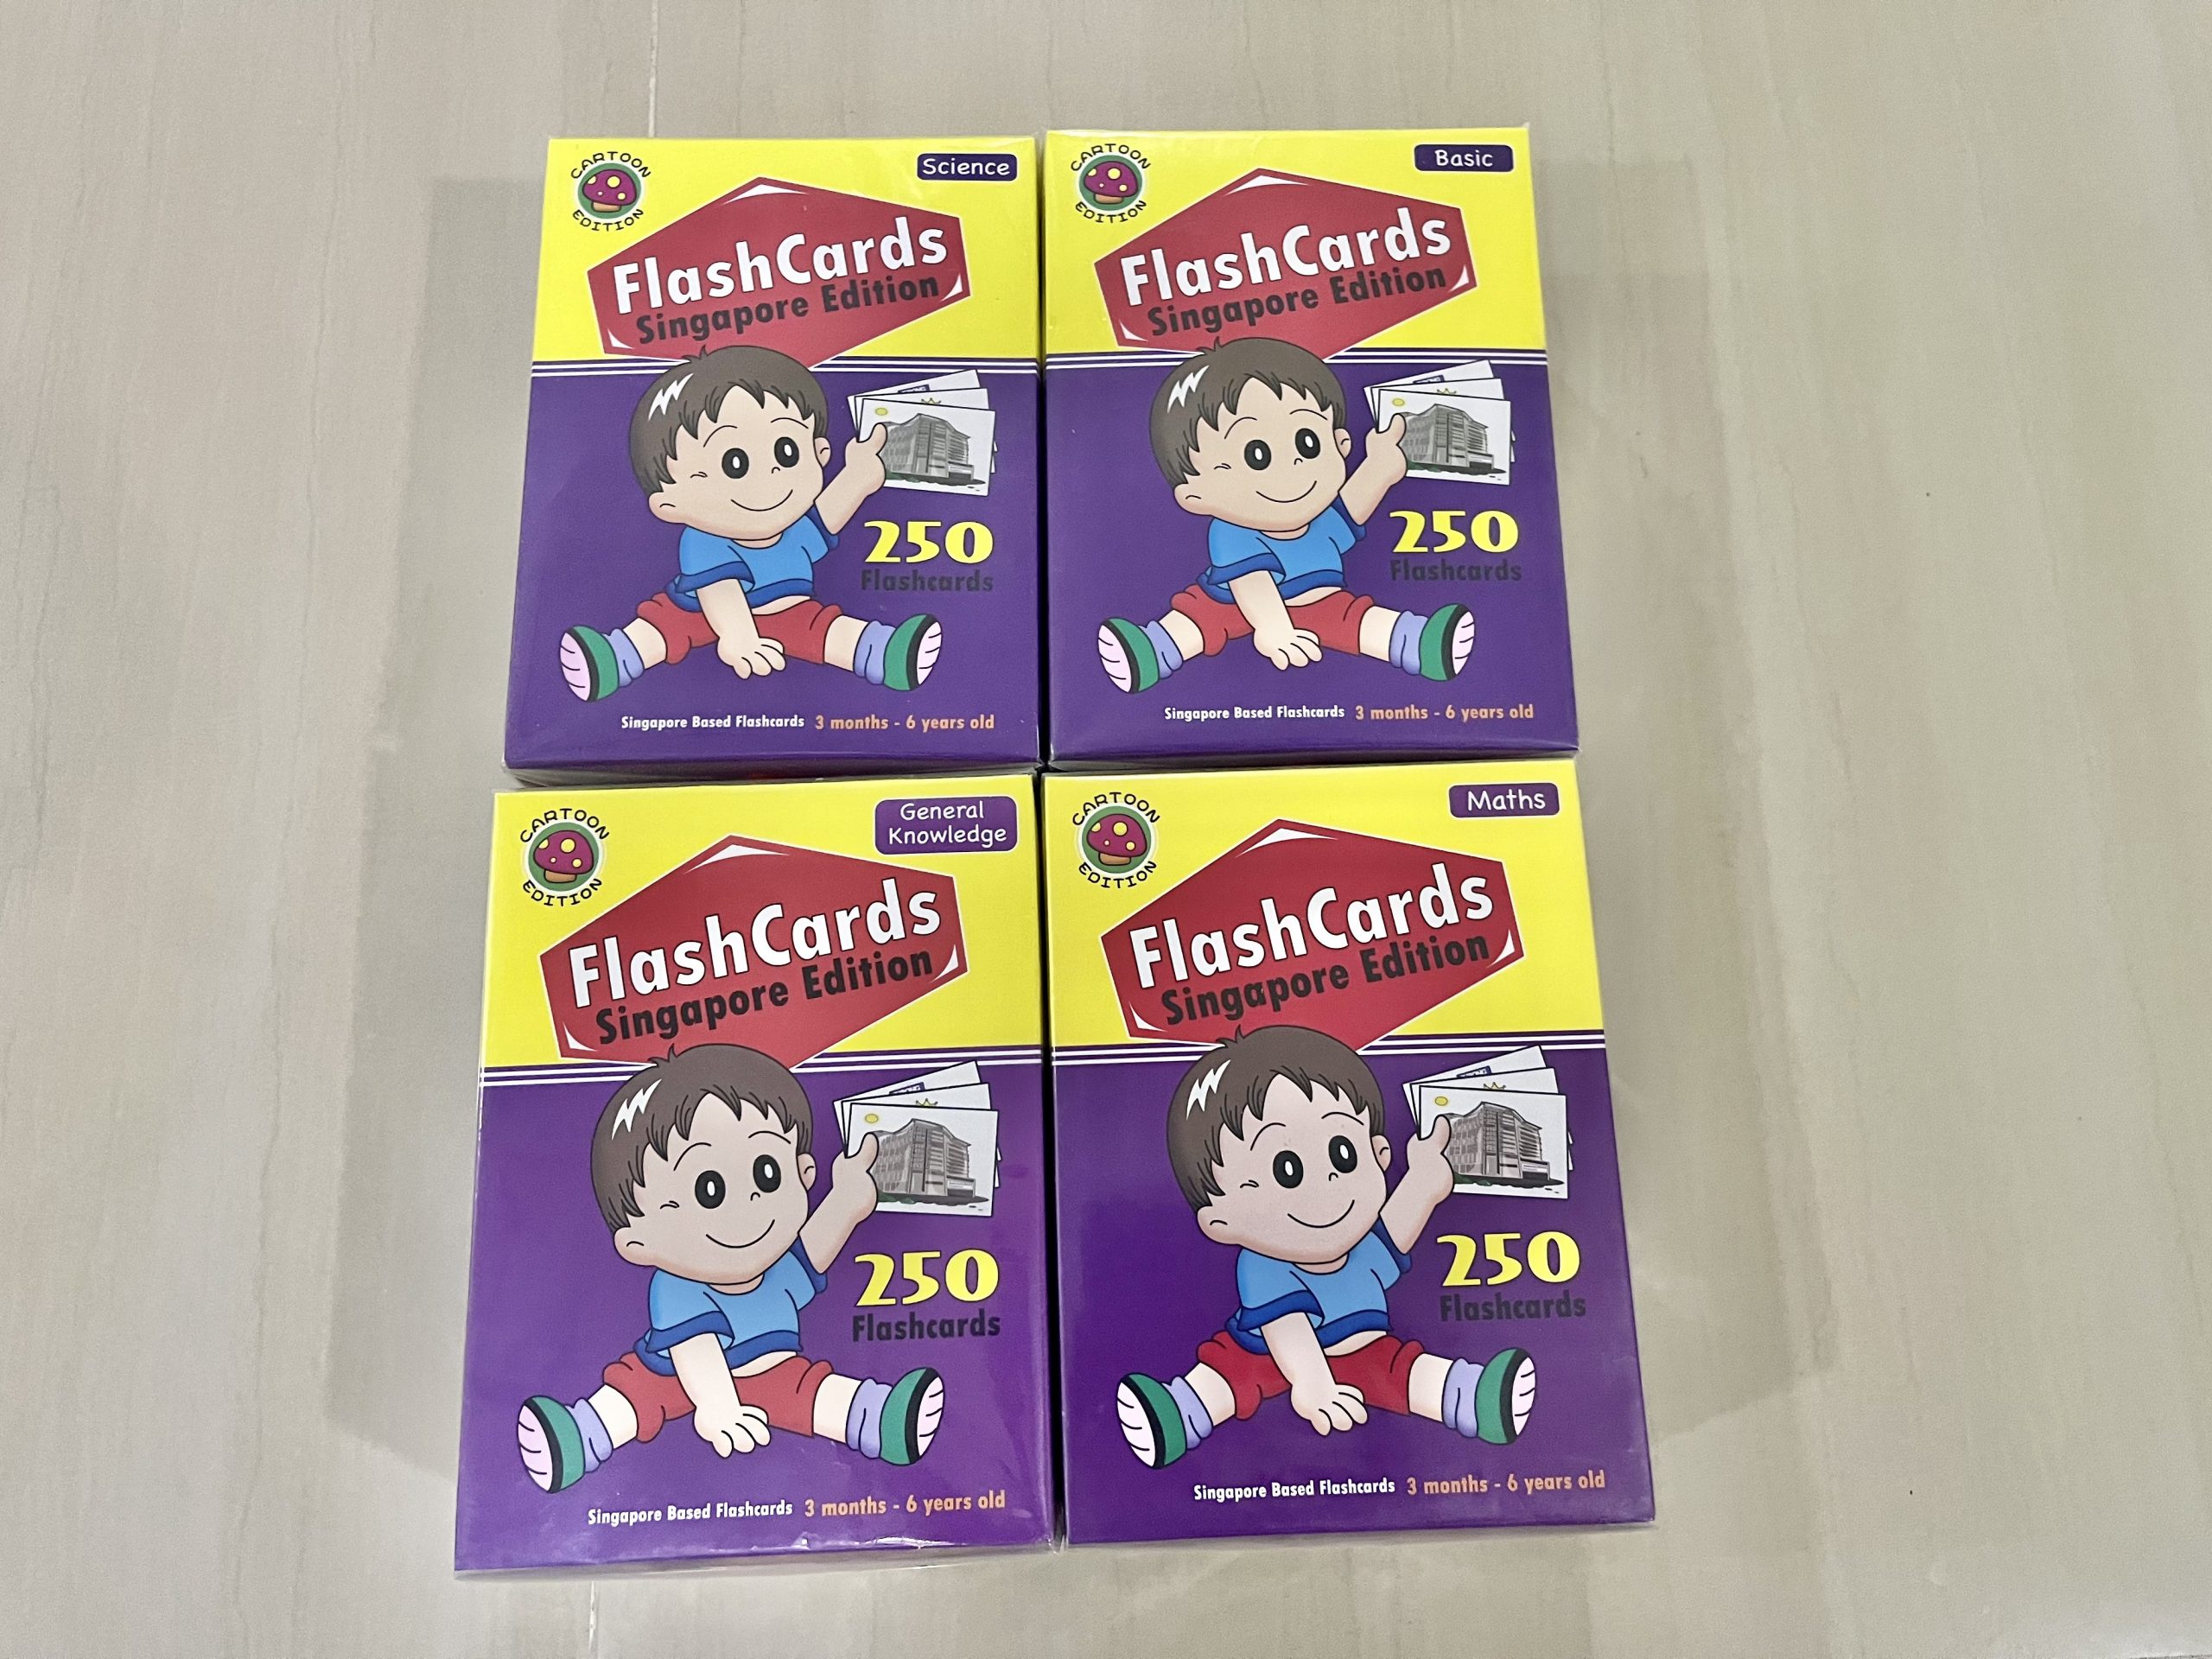 CARTOON
EDITION
Science
FlashCards
Singapore Edition
250
Flashcards
Singapore Based Flashcards 3 months - 6 years old
CARTOON
EDITION
Basic
FlashCards
Singapore Edition
250
Flashcards
Singapore Based Flashcards 3 months - 6 years old
CARTOON
EDITION
General
Knowledge
FlashCards
Singapore Edition
250
Flashcards
Singapore Based Flashcards 3 months - 6 years old
CARTOON
EDITION
Maths
FlashCards
Singapore Edition
250
Flashcards
Singapore Based Flashcards 3 months - 6 years old